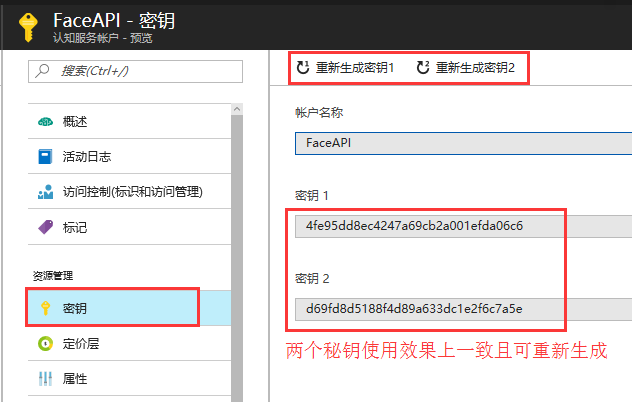 FaceAPI - 密钥
认知服务帐户 - 预览
搜索(Ctrl+/)
概述
活动日志
访问控制(标识和访问管理)
标记
资源管理
密钥
定价层
属性
重新生成密钥1 重新生成密钥2
帐户名称
FaceAPI
密钥 1
4fe95dd8ec4247a69cb2a001efda06c6
密钥 2
d69fd8d5188f4d89a633dc1e2f6c7a5e
两个秘钥使用效果上一致且可重新生成